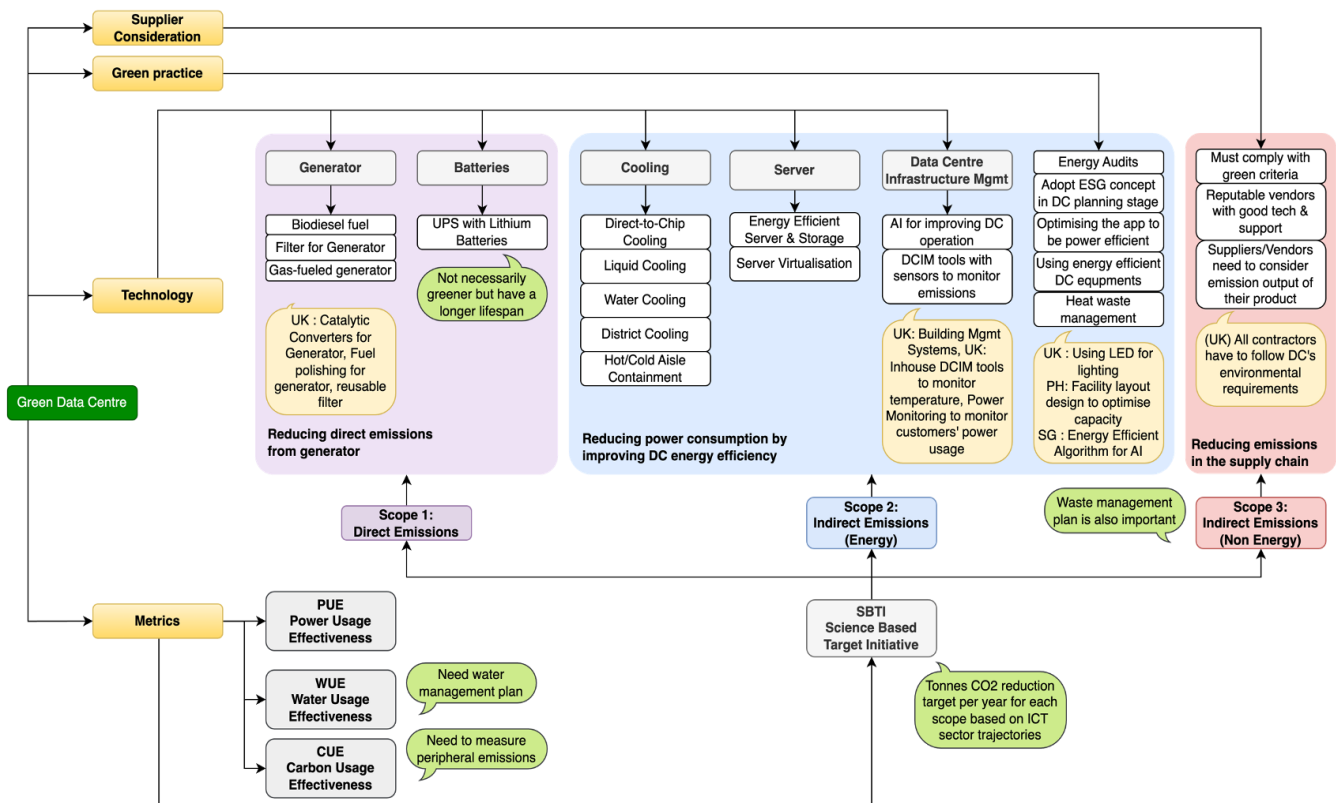 Supplier
Consideration
Green practice
Generator
Batteries
Cooling
Server
Data Centre
Infrastructure Mgmt
Energy Audits
Adopt ESG concept
in DC planning stage
Optimising the app to
be power efficient
Using energy efficient
DC equpments
Heat waste
management
Must comply with
green criteria
Reputable vendors
with good tech &
support
Suppliers/Vendors
need to consider
emission output of
their product
Biodiesel fuel
Filter for Generator
Gas-fueled generator
UPS with Lithium
Batteries
Direct-to-Chip
Cooling
Liquid Cooling
Water Cooling
District Cooling
Hot/Cold Aisle
Containment
Energy Efficient
Server & Storage
Server Virtualisation
AI for improving DC
operation
DCIM tools with
sensors to monitor
emissions
Not necessarily
greener but have a
longer lifespan
Technology
UK : Catalytic
Converters for
Generator, Fuel
polishing for
generator, reusable
filter
UK: Building Mgmt
Systems, UK:
Inhouse DCIM tools
to monitor
temperature, Power
Monitoring to monitor
customers' power
usage
UK : Using LED for
lighting
PH: Facility layout
design to optimise
capacity
SG : Energy Efficient
Algorithm for AI
(UK) All contractors
have to follow DC's
environmental
requirements
Green Data Centre
Reducing direct emissions
from generator
Reducing power consumption by
improving DC energy efficiency
Reducing emissions
in the supply chain
Scope 1:
Direct Emissions
Scope 2:
Indirect Emissions
(Energy)
Waste management
plan is also important
Scope 3:
Indirect Emissions
(Non Energy)
Metrics
PUE
Power Usage
Effectiveness
SBTI
Science Based
Target Initiative
WUE
Water Usage
Effectiveness
Need water
management plan
Tonnes CO2 reduction
target per year for each
scope based on ICT
sector trajectories
CUE
Carbon Usage
Effectiveness
Need to measure
peripheral emissions